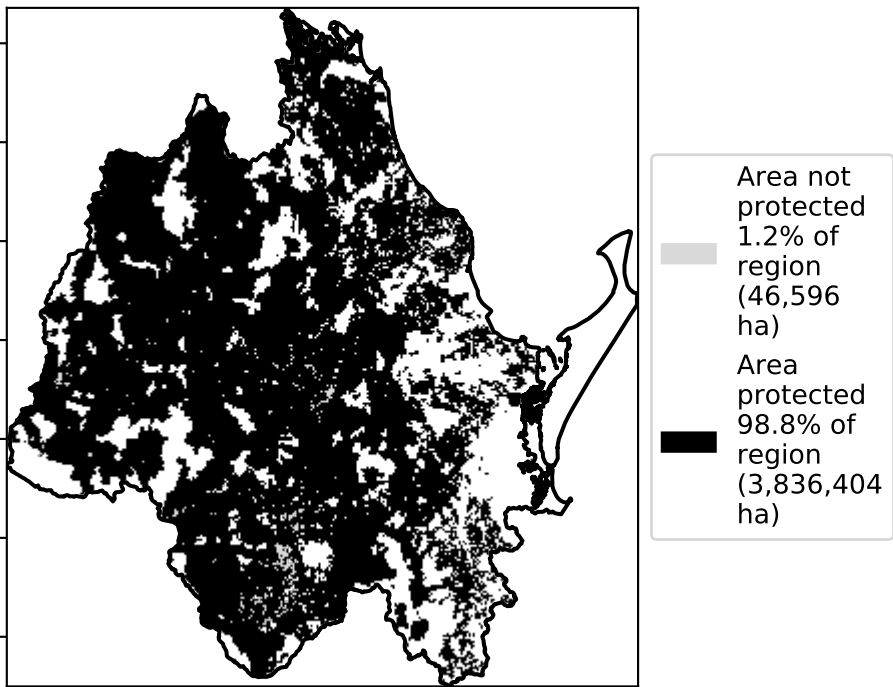 Area not
protected
1.2% of
region
(46,596
ha)
Area
protected
98.8% of
region
(3,836,404
ha)